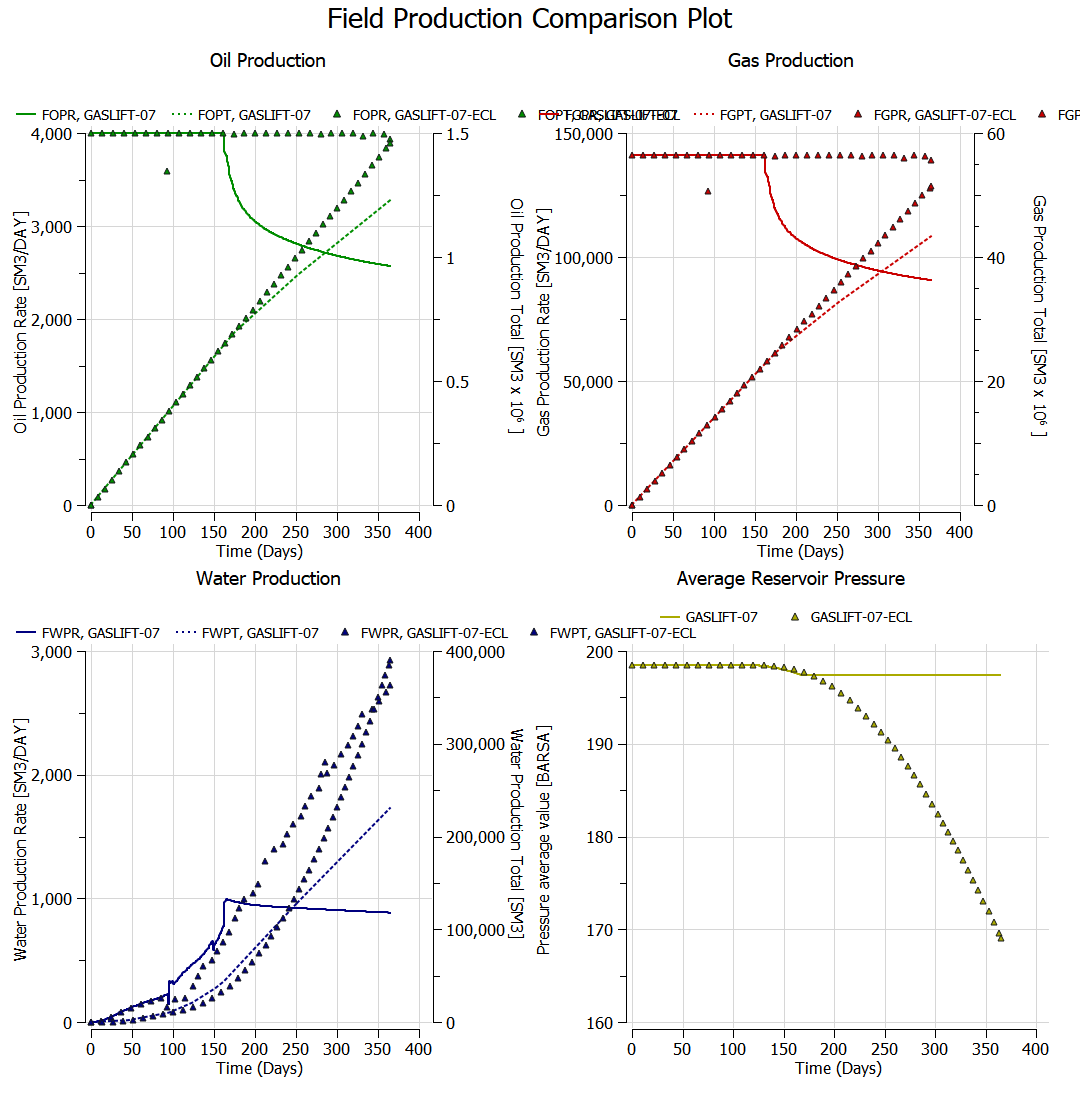 Field Production Comparison Plot
Oil Production
FOPR, GASLIFT-07 FOPT, GASLIFT-07 FOPR, GASLIFT-07-ECL
4,000
3,000
2,000
1,000
0
Oil Production Rate [SM3/DAY]
1.5
1
0.5
0
Oil Production Total [SM3 x 10⁶ ]
0 50 100 150 200 250 300 350 400
Time (Days)
Gas Production
FGPT, GASLIFT-07 FGPR, GASLIFT-07-ECL
150,000
100,000
50,000
0
Gas Production Rate [SM3/DAY]
60
40
20
0
Gas Production Total [SM3 x 10⁶ ]
0 50 100 150 200 250 300 350 400
Time (Days)
Water Production
FWPR, GASLIFT-07 FWPT, GASLIFT-07 FWPR, GASLIFT-07-ECL FWPT, GASLIFT-07-ECL
3,000
2,000
1,000
0
Water Production Rate [SM3/DAY]
400,000
300,000
200,000
100,000
0
Water Production Total [SM3]
0 50 100 150 200 250 300 350 400
Time (Days)
Average Reservoir Pressure
GASLIFT-07 GASLIFT-07-ECL
200
190
180
170
160
Pressure average value [BARSA]
0 50 100 150 200 250 300 350 400
Time (Days)